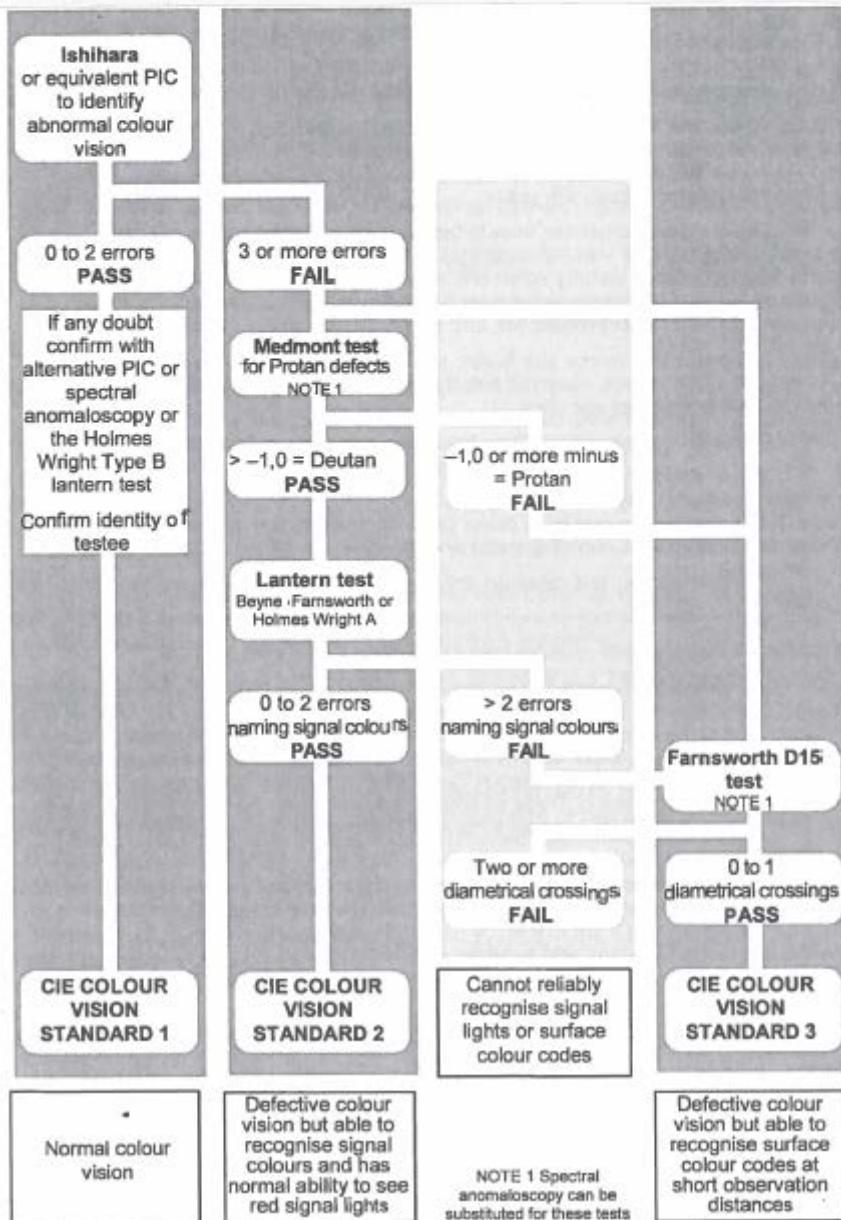 Ishihara
or equivalent PIC
to identify
abnormal colour
vision
0 to 2 errors
PASS
3 or more errors
FAIL
If any doubt
confirm with
alternative PIC or
spectral
anomaloscopy or
the Holmes
Wright Type B
lantern test
Confirm identity of
testee
Medmont test
for Protan defects
NOTE 1
> –1,0 = Deutan
PASS
–1,0 or more minus
= Protan
FAIL
Lantern test
Beyne Farnsworth or
Holmes Wright A
0 to 2 errors
naming signal colours
PASS
> 2 errors
naming signal colours
FAIL
Farnsworth D15
test
NOTE 1
Two or more
diametrical crossings
FAIL
0 to 1
diametrical crossings
PASS
CIE COLOUR
VISION
STANDARD 1
CIE COLOUR
VISION
STANDARD 2
Cannot reliably
recognise signal
lights or surface
colour codes
CIE COLOUR
VISION
STANDARD 3
Normal colour
vision
Defective colour
vision but able to
recognise signal
colours and has
normal ability to see
red signal lights
NOTE 1 Spectral
anomaloscopy can be
substituted for these tests
Defective colour
vision but able to
recognise surface
colour codes at
short observation
distances